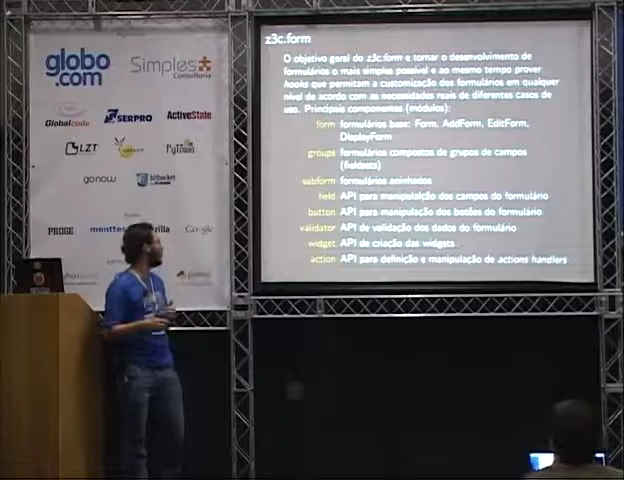 globo
.com
Simples
Consultoria
Globalcode
SERPRO
ActiveState
LZT
Python
gonow
bitbucket
PROGE
Google
z3c.form
O objetivo geral do z3c.form e tornar o desenvolvimento de
formulários o mais simples possível e ao mesmo tempo prover
hooks que permitam a customização dos formulários em qualquer
nível de acordo com as necessidades reais de diferentes casos de
uso. Principais componentes (módulos):
form formulários base: Form, AddForm, EditForm,
DisplayForm
groups formulários compostos de grupos de campos
(fieldsets)
subform formulários aninhados
field API para manipulação dos campos do formulário
button API para manipulação dos botões do formulário
validator API de validação dos dados do formulário
widget API de criação das widgets
action API para definição e manipulação de actions handlers